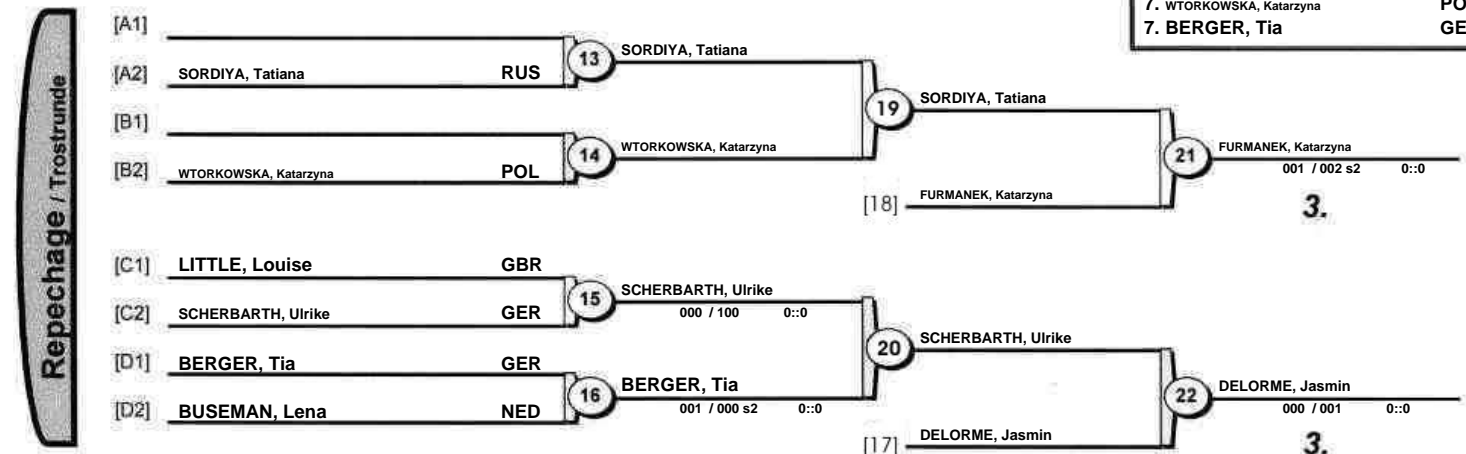 7. WTORKOWSKA, Katarzyna PO
7. BERGER, Tia GE
Repechage / Trostrunde
[A1]
[A2] SORDIYA, Tatiana RUS
13 SORDIYA, Tatiana
[B1]
[B2] WTORKOWSKA, Katarzyna POL
14 WTORKOWSKA, Katarzyna
19 SORDIYA, Tatiana
[18] FURMANEK, Katarzyna
21 FURMANEK, Katarzyna
001 / 002 s2 0::0
3.
[C1] LITTLE, Louise GBR
[C2] SCHERBARTH, Ulrike GER
15 SCHERBARTH, Ulrike
000 / 100 0::0
[D1] BERGER, Tia GER
[D2] BUSEMAN, Lena NED
16 BERGER, Tia
001 / 000 s2 0::0
20 SCHERBARTH, Ulrike
[17] DELORME, Jasmin
22 DELORME, Jasmin
000 / 001 0::0
3.